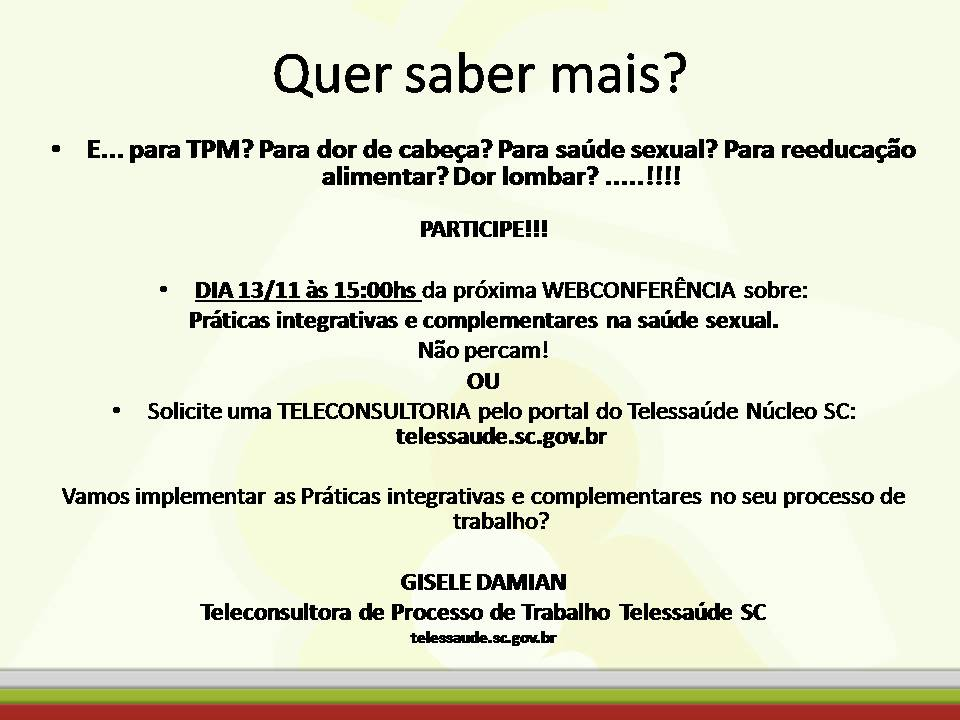 Quer saber mais?
• E... para TPM? Para dor de cabeça? Para saúde sexual? Para reeducação
alimentar? Dor lombar? .....!!!!
PARTICIPE!!!
• DIA 13/11 às 15:00hs da próxima WEBCONFERÊNCIA sobre:
Práticas integrativas e complementares na saúde sexual.
Não percam!
OU
• Solicite uma TELECONSULTORIA pelo portal do Telessaúde Núcleo SC:
telessaude.sc.gov.br
Vamos implementar as Práticas integrativas e complementares no seu processo de
trabalho?
GISELE DAMIAN
Teleconsultora de Processo de Trabalho Telessaúde SC
telessaude.sc.gov.br